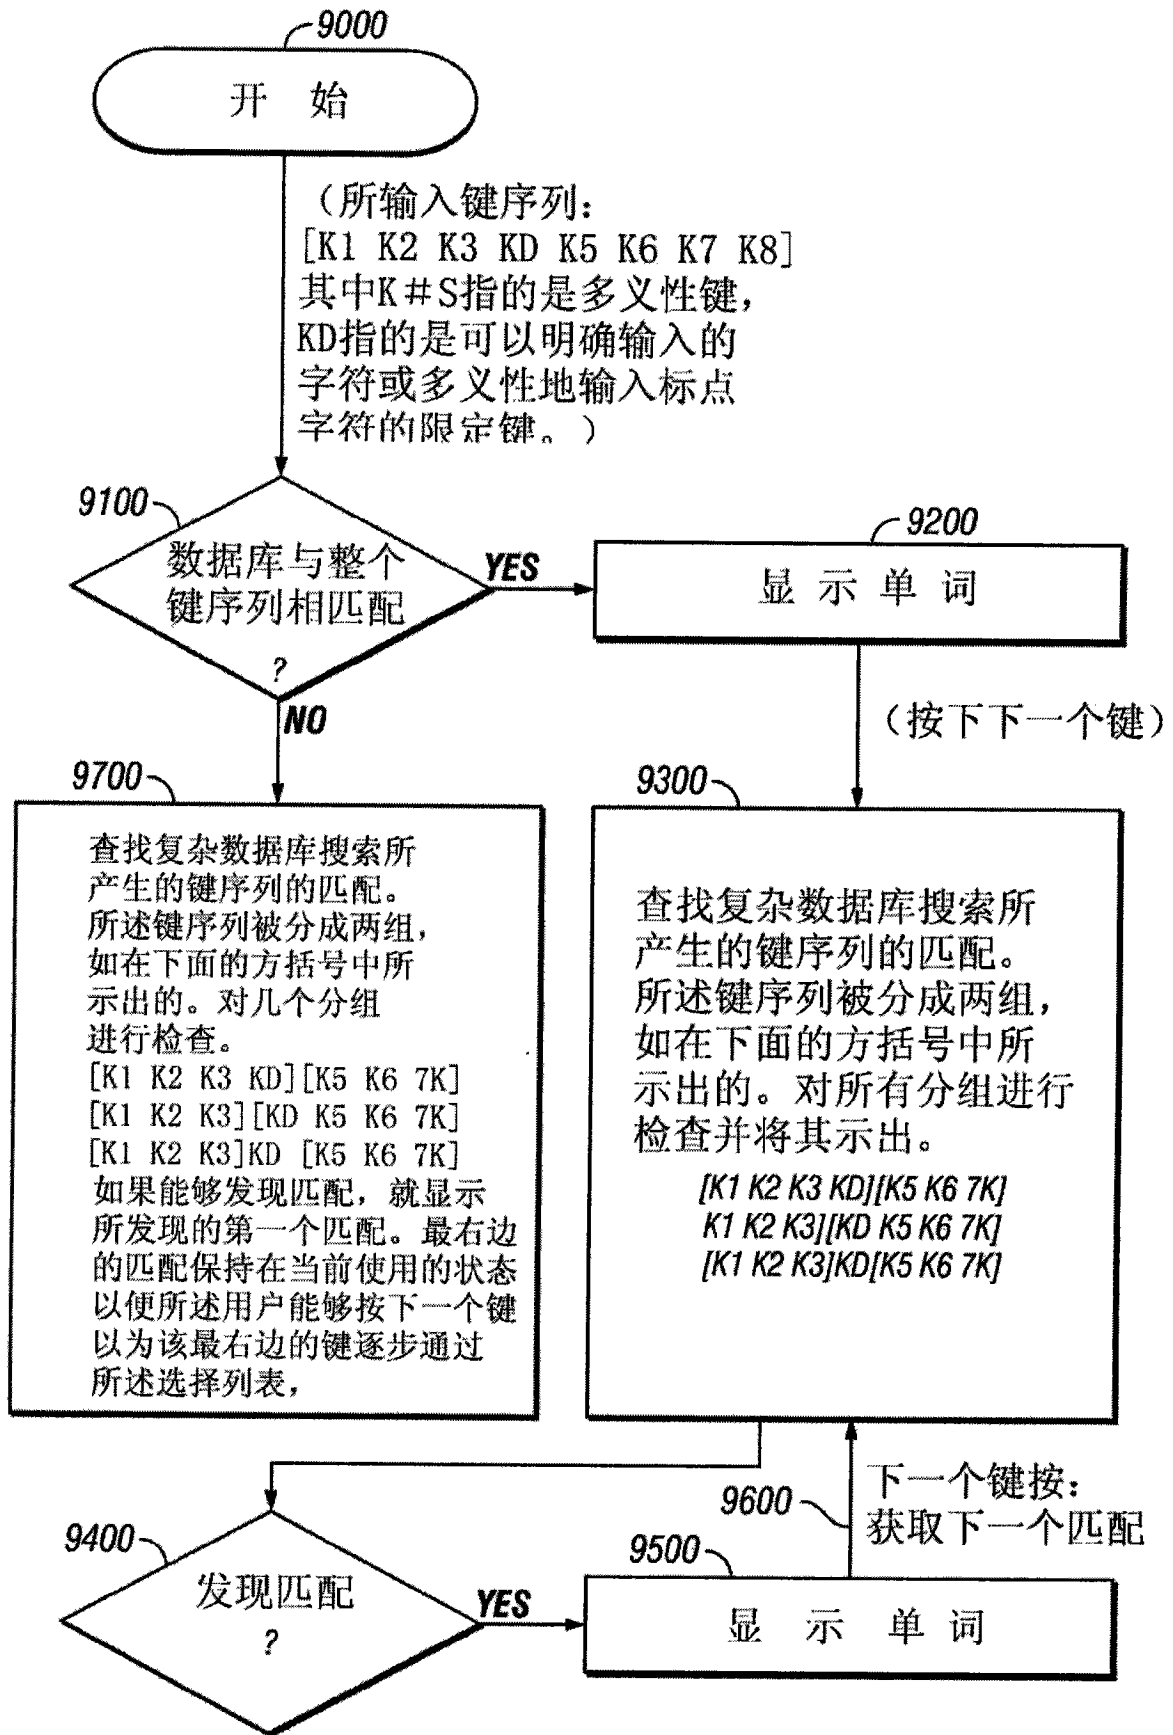 9000
开 始
（所输入键序列：
[K1 K2 K3 KD K5 K6 K7 K8]
其中K＃S指的是多义性键，
KD指的是可以明确输入的
字符或多义性地输入标点
字符的限定键。）
9100
数据库与整个
键序列相匹配
?
YES
9200
显 示 单 词
NO
（按下下一个键）
9700
查找复杂数据库搜索所
产生的键序列的匹配。
所述键序列被分成两组，
如在下面的方括号中所
示出的。对几个分组
进行检查。
[K1 K2 K3 KD][K5 K6 7K]
[K1 K2 K3][KD K5 K6 7K]
[K1 K2 K3]KD [K5 K6 7K]
如果能够发现匹配，就显示
所发现的第一个匹配。最右边
的匹配保持在当前使用的状态
以便所述用户能够按下一个键
以为该最右边的键逐步通过
所述选择列表，
9300
查找复杂数据库搜索所
产生的键序列的匹配。
所述键序列被分成两组，
如在下面的方括号中所
示出的。对所有分组进行
检查并将其示出。
[K1 K2 K3 KD][K5 K6 7K]
K1 K2 K3][KD K5 K6 7K]
[K1 K2 K3]KD[K5 K6 7K]
9400
发现匹配
?
YES
9500
显 示 单 词
9600
下一个键按：
获取下一个匹配